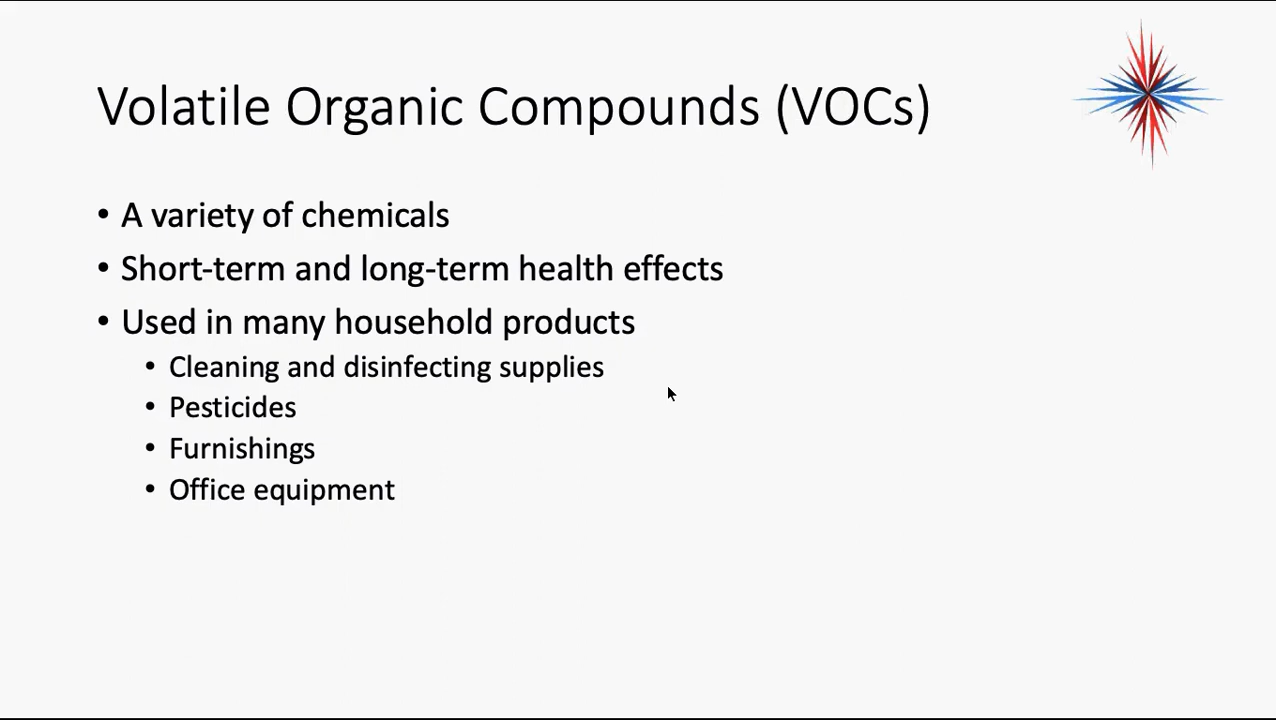 Volatile Organic Compounds (VOCs)
• A variety of chemicals
• Short-term and long-term health effects
• Used in many household products
• Cleaning and disinfecting supplies
• Pesticides
• Furnishings
• Office equipment